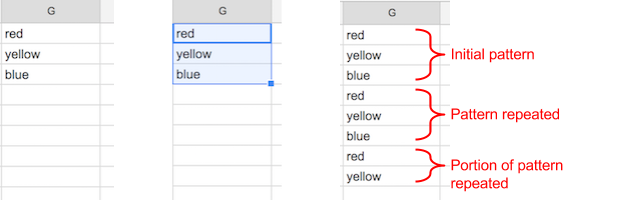 G
red
yellow
blue
G
red
yellow
blue
G
red
yellow
blue
red
yellow
blue
red
yellow
Initial pattern
Pattern repeated
Portion of pattern
repeated